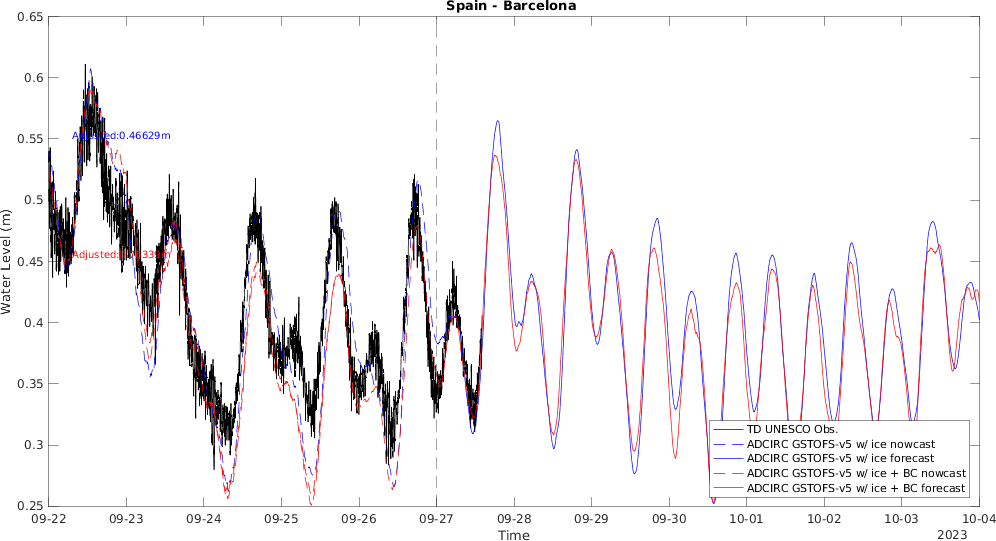 Spain - Barcelona
0.65
0.6
0.55
0.5
0.45
0.4
0.35
0.3
0.25
Water Level (m)
Adjusted:0.46629m
TD UNESCO Obs.
ADCIRC GSTOFS-v5 w/ ice nowcast
ADCIRC GSTOFS-v5 w/ ice forecast
ADCIRC GSTOFS-v5 w/ ice + BC nowcast
ADCIRC GSTOFS-v5 w/ ice + BC forecast
09-22 09-23 09-24 09-25 09-26 09-27 09-28 09-29 09-30 10-01 10-02 10-03 10-04
Time
2023